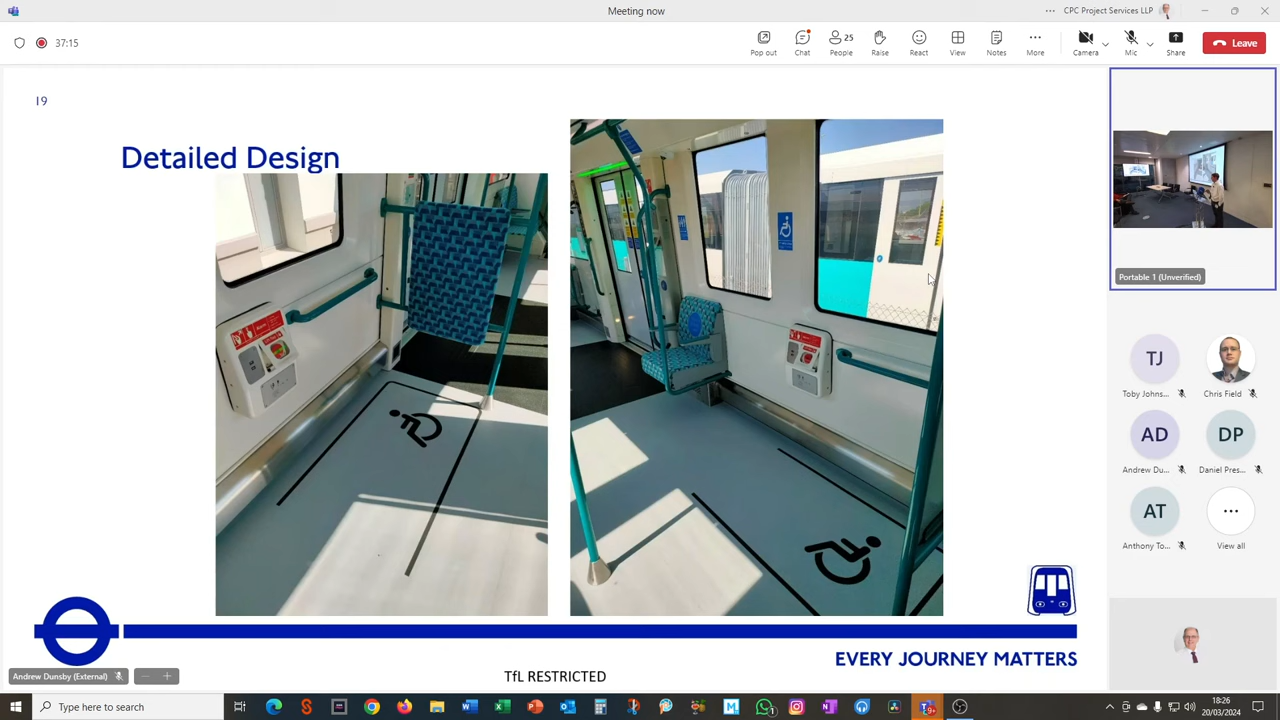 Meeting now
CPC Project Services LLP
37:15
Pop out
Chat
25
People
Raise
React
View
Notes
More
Camera
Mic
Share
Leave
19
Detailed Design
Portable 1 (Unverified)
TJ
Toby Johns...
Chris Field
AD
Andrew Du...
DP
Daniel Pres...
AT
Anthony To...
View all
EVERY JOURNEY MATTERS
Andrew Dunsby (External)
TfL RESTRICTED
Type here to search
18:26
20/03/2024